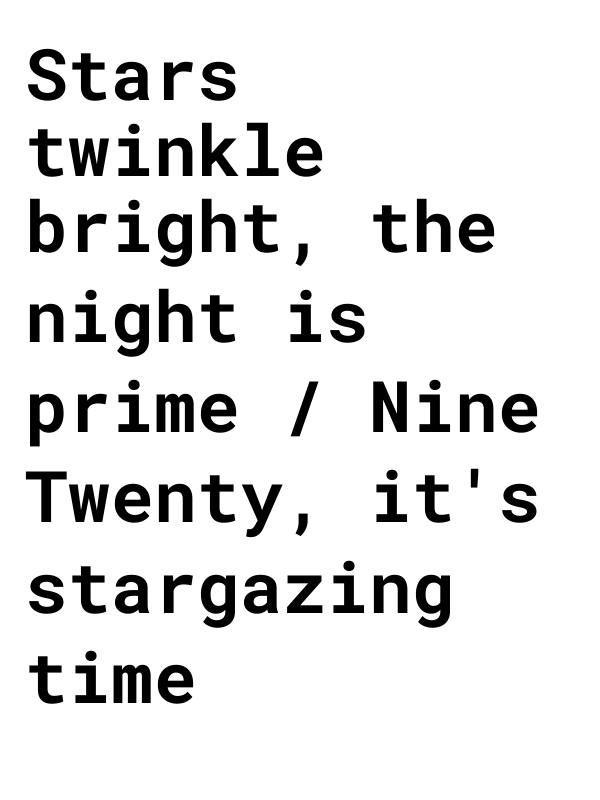 Stars
twinkle
bright, the
night is
prime / Nine
Twenty, it's
stargazing
time